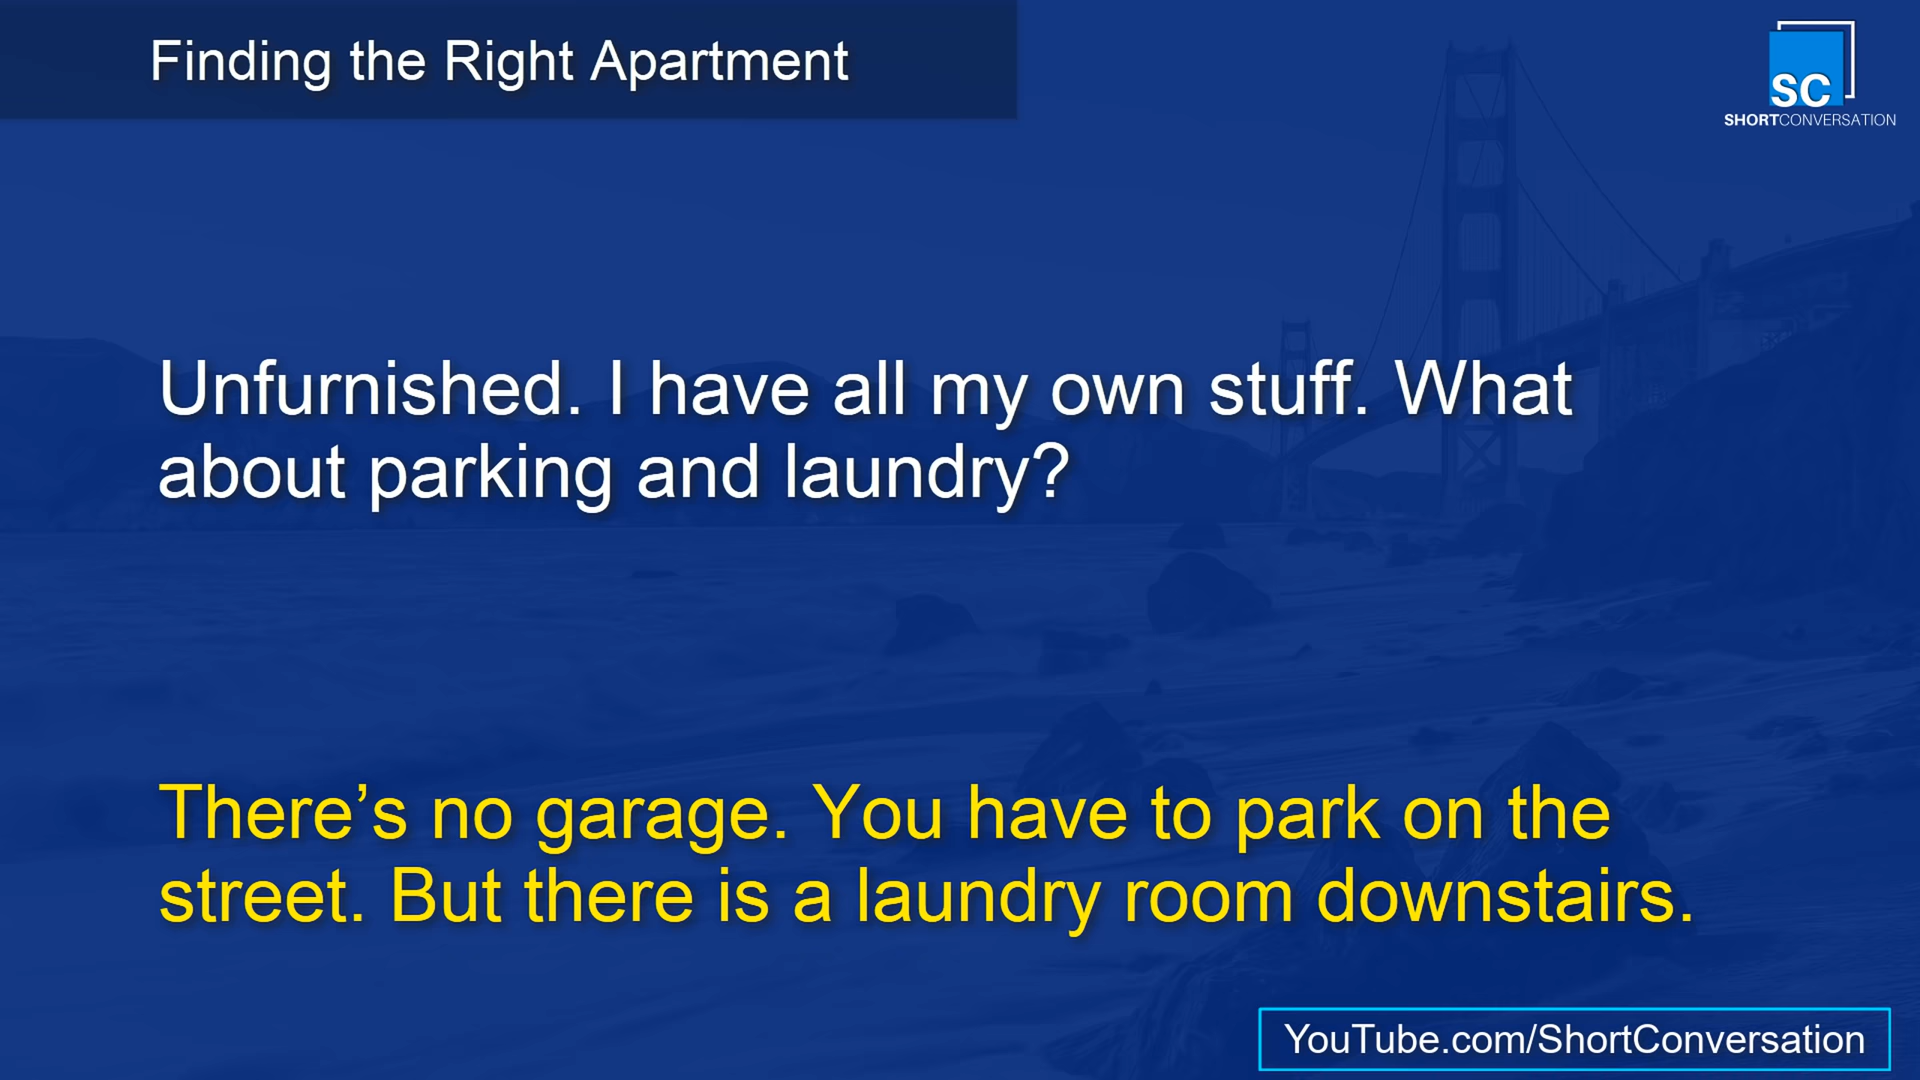 Finding the Right Apartment
SC
SHORTCONVERSATION
Unfurnished. I have all my own stuff. What
about parking and laundry?
There’s no garage. You have to park on the
street. But there is a laundry room downstairs.
YouTube.com/ShortConversation